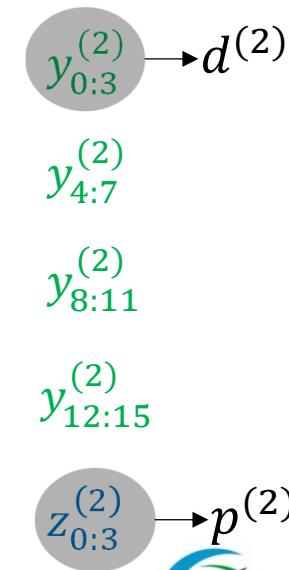 y_{0:3}^{(2)} → d^{(2)}
y_{4:7}^{(2)}
y_{8:11}^{(2)}
y_{12:15}^{(2)}
z_{0:3}^{(2)} → p^{(2)}